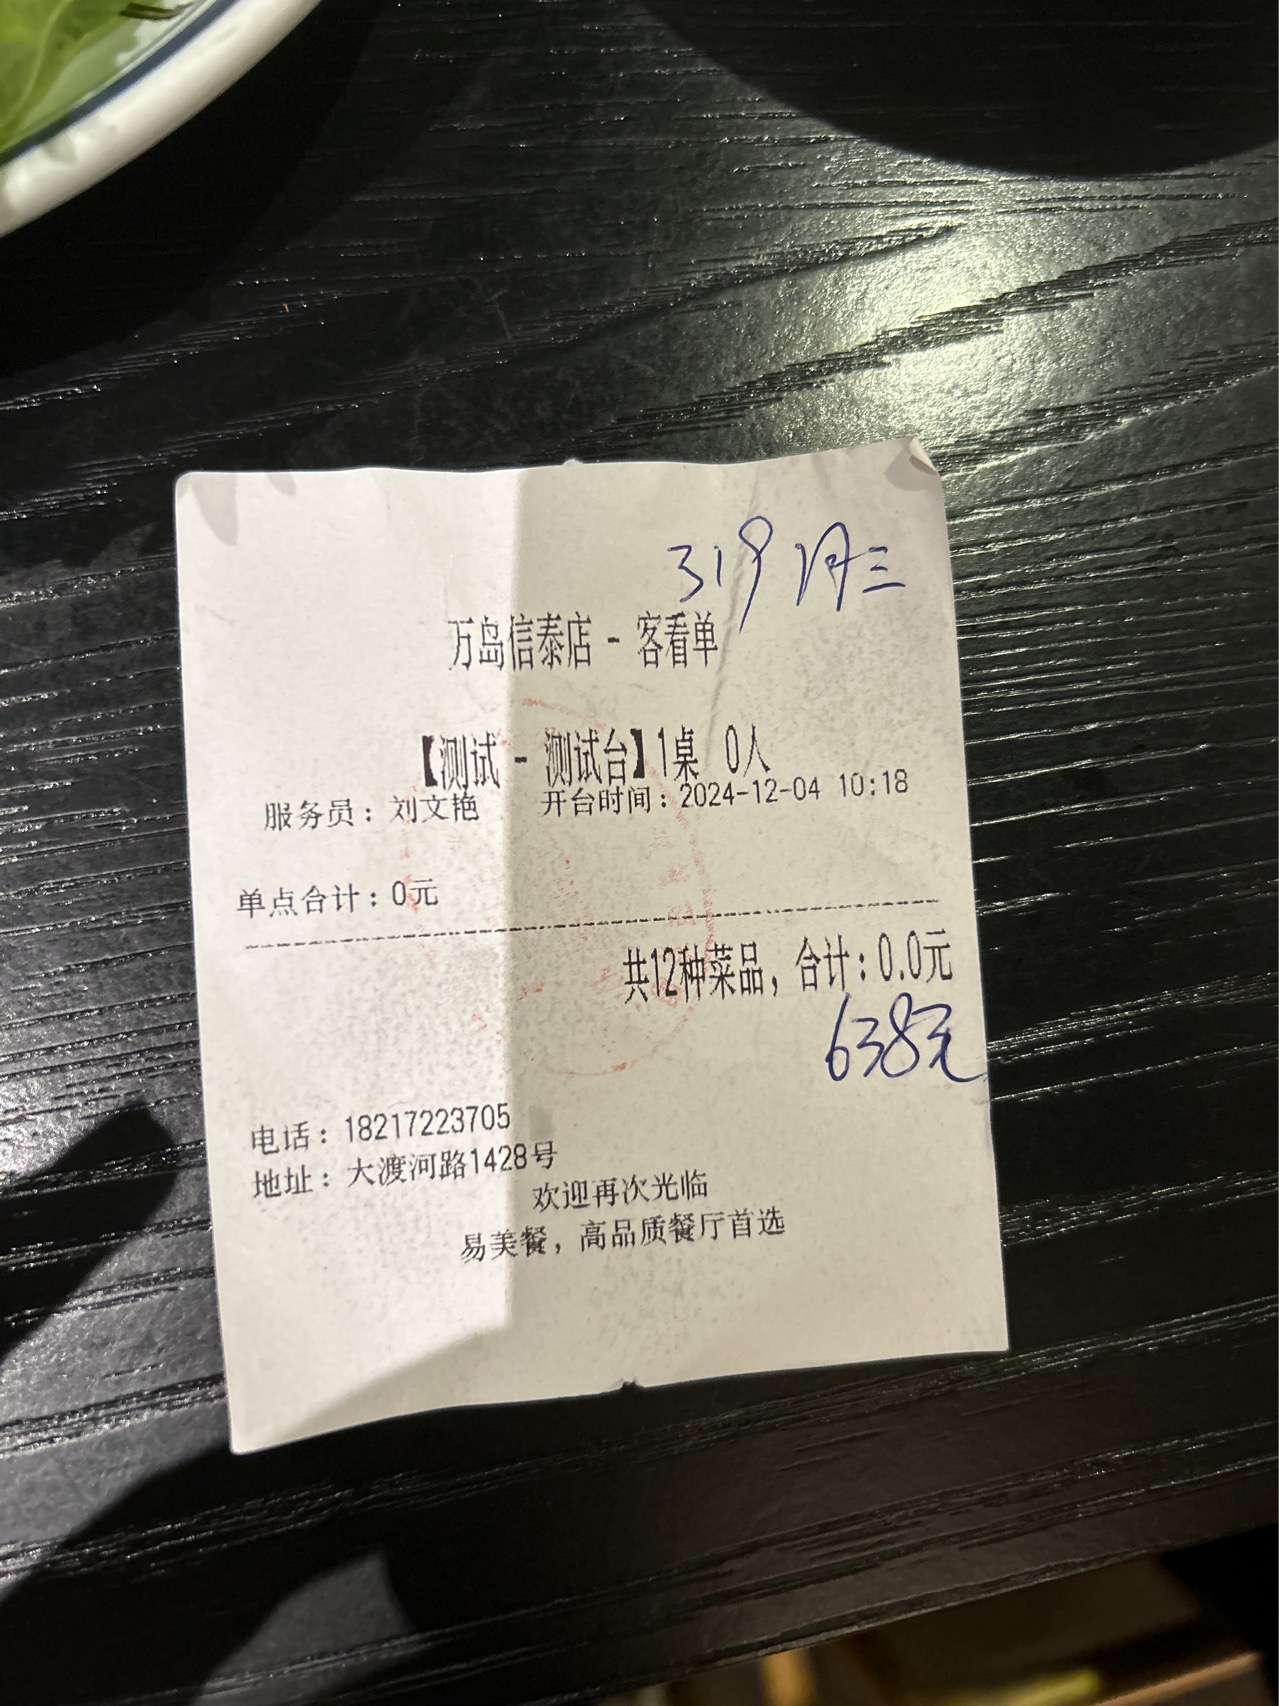 319 周三
万岛信泰店 - 客看单
【测试 - 测试台】1桌 0人
服务员：刘文艳 开台时间：2024-12-04 10:18
单点合计：0元
共12种菜品，合计：0.0元
638元
电话：18217223705
地址：大渡河路1428号
欢迎再次光临
易美餐，高品质餐厅首选